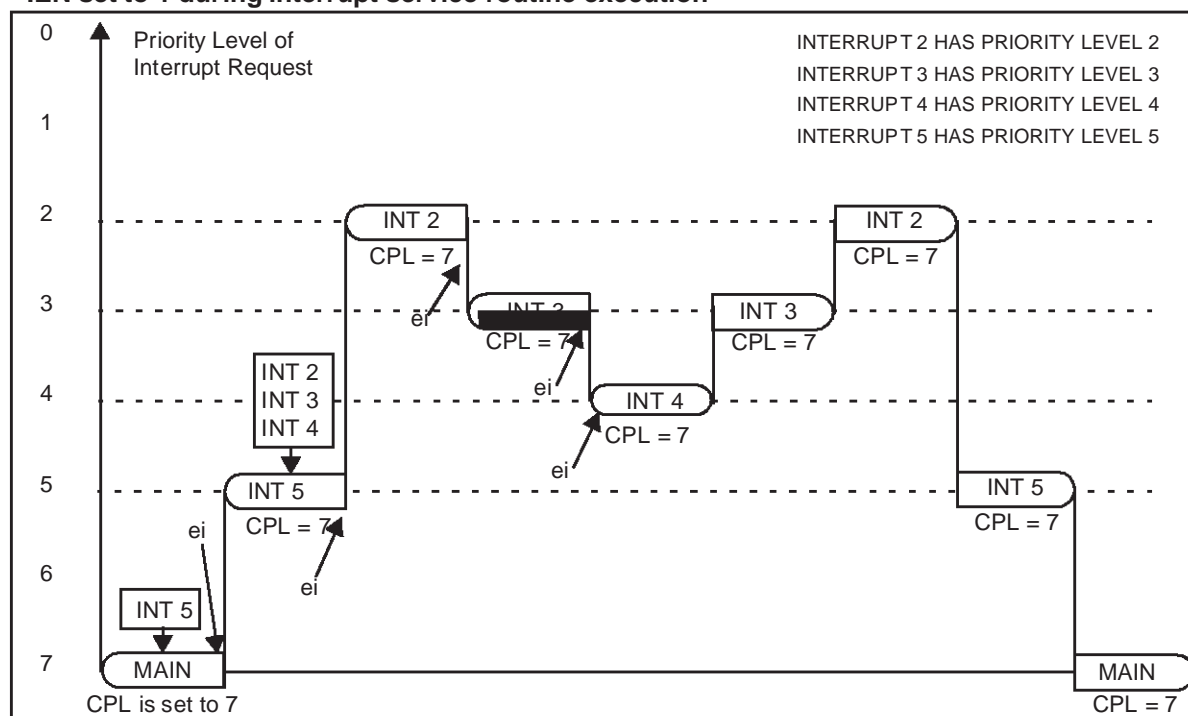 0
Priority Level of
Interrupt Request
INTERRUPT 2 HAS PRIORITY LEVEL 2
INTERRUPT 3 HAS PRIORITY LEVEL 3
INTERRUPT 4 HAS PRIORITY LEVEL 4
INTERRUPT 5 HAS PRIORITY LEVEL 5
1
2
INT 2
CPL = 7
INT 2
CPL = 7
ei
3
CPL = 7
INT 3
CPL = 7
ei
INT 2
INT 3
INT 4
4
INT 4
CPL = 7
ei
5
INT 5
CPL = 7
INT 5
CPL = 7
ei
ei
6
INT 5
7
MAIN
CPL is set to 7
MAIN
CPL = 7